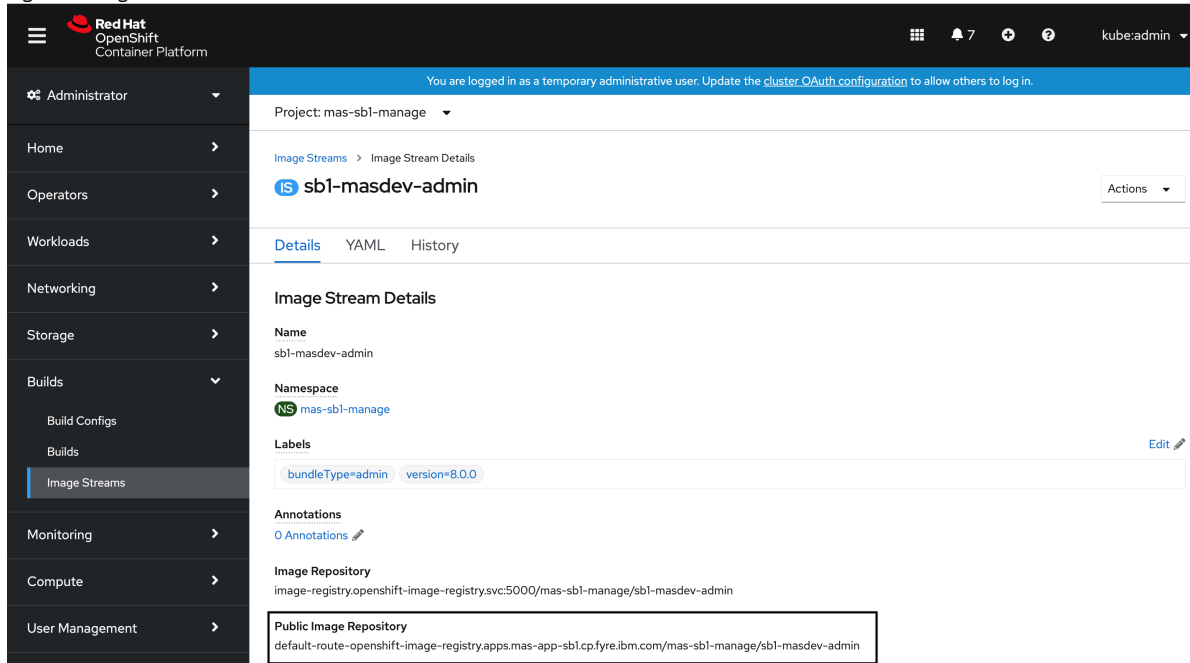 Red Hat
OpenShift
Container Platform
7
kube:admin
Administrator
You are logged in as a temporary administrative user. Update the cluster OAuth configuration to allow others to log in.
Project: mas-sb1-manage
Home
Image Streams > Image Stream Details
IS sb1-masdev-admin
Actions
Operators
Workloads
Details YAML History
Networking
Image Stream Details
Storage
Name
sb1-masdev-admin
Builds
Namespace
NS mas-sb1-manage
Build Configs
Labels
Edit
Builds
bundleType=admin version=8.0.0
Image Streams
Annotations
0 Annotations
Monitoring
Image Repository
image-registry.openshift-image-registry.svc:5000/mas-sb1-manage/sb1-masdev-admin
Compute
Public Image Repository
default-route-openshift-image-registry.apps.mas-app-sb1.cp.fyre.ibm.com/mas-sb1-manage/sb1-masdev-admin
User Management